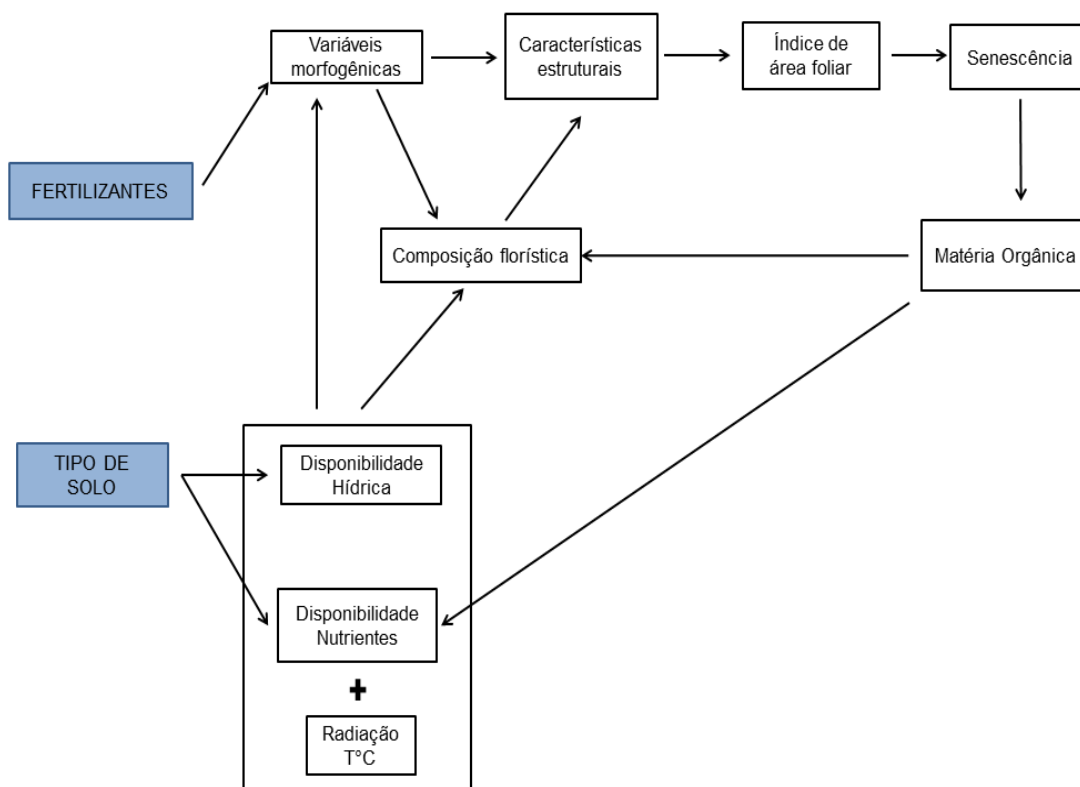 Variáveis
morfogênicas
Características
estruturais
Índice de
área foliar
Senescência
FERTILIZANTES
Composição florística
Matéria Orgânica
TIPO DE
SOLO
Disponibilidade
Hídrica
Disponibilidade
Nutrientes
+
Radiação
T°C